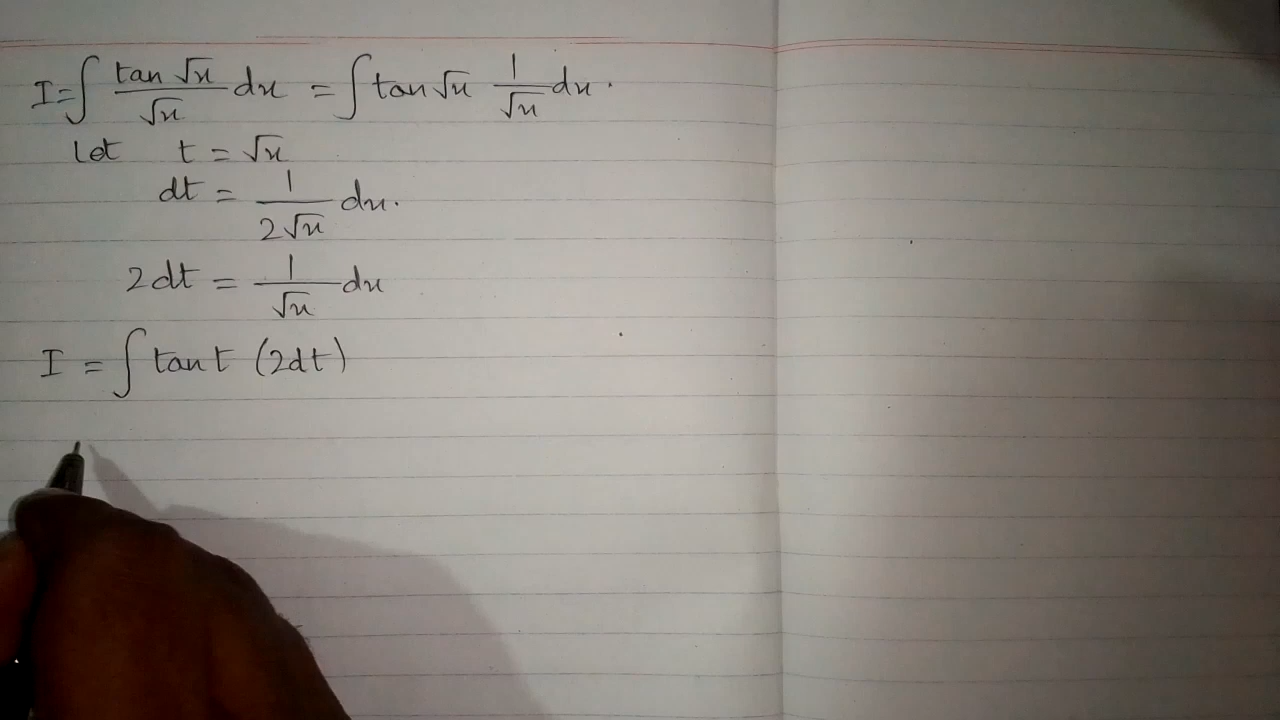 I = ∫ tan √x / √x dx = ∫ tan √x 1/√x dx.
Let t = √x
dt = 1/2√x dx.
2dt = 1/√x dx
I = ∫ tan t (2dt)